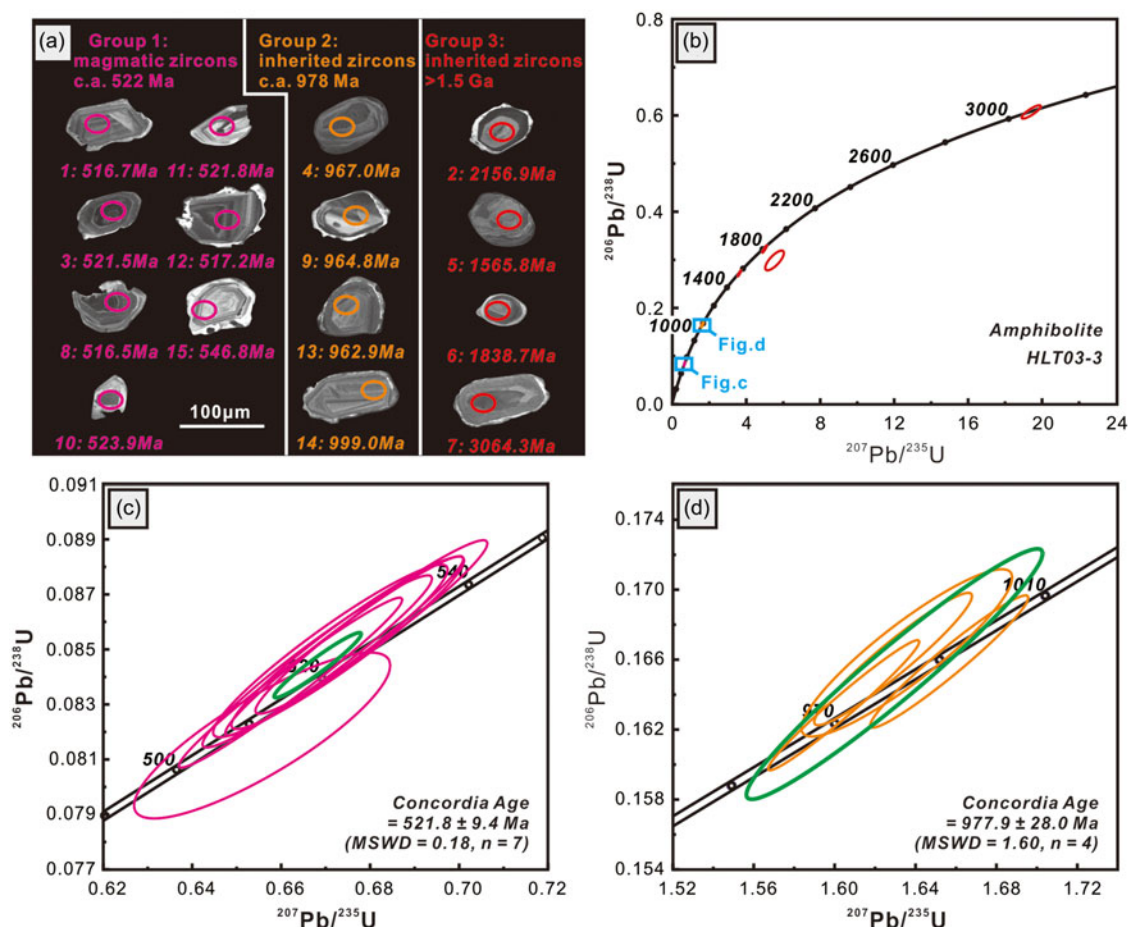 (a)
Group 1:
magmatic zircons
c.a. 522 Ma
Group 2:
inherited zircons
c.a. 978 Ma
Group 3:
inherited zircons
>1.5 Ga
1: 516.7Ma
11: 521.8Ma
4: 967.0Ma
2: 2156.9Ma
3: 521.5Ma
12: 517.2Ma
9: 964.8Ma
5: 1565.8Ma
8: 516.5Ma
15: 546.8Ma
13: 962.9Ma
6: 1838.7Ma
10: 523.9Ma
100μm
14: 999.0Ma
7: 3064.3Ma
(b)
0.8
0.6
0.4
0.2
0.0
206Pb/238U
3000
2600
2200
1800
1400
1000
Fig.d
Fig.c
Amphibolite
HLT03-3
0 4 8 12 16 20 24
207Pb/235U
(c)
0.091
0.089
0.087
0.085
0.083
0.081
0.079
0.077
206Pb/238U
540
520
500
Concordia Age
= 521.8 ± 9.4 Ma
(MSWD = 0.18, n = 7)
0.62 0.64 0.66 0.68 0.70 0.72
207Pb/235U
(d)
0.174
0.170
0.166
0.162
0.158
0.154
206Pb/238U
1010
970
Concordia Age
= 977.9 ± 28.0 Ma
(MSWD = 1.60, n = 4)
1.52 1.56 1.60 1.64 1.68 1.72
207Pb/235U